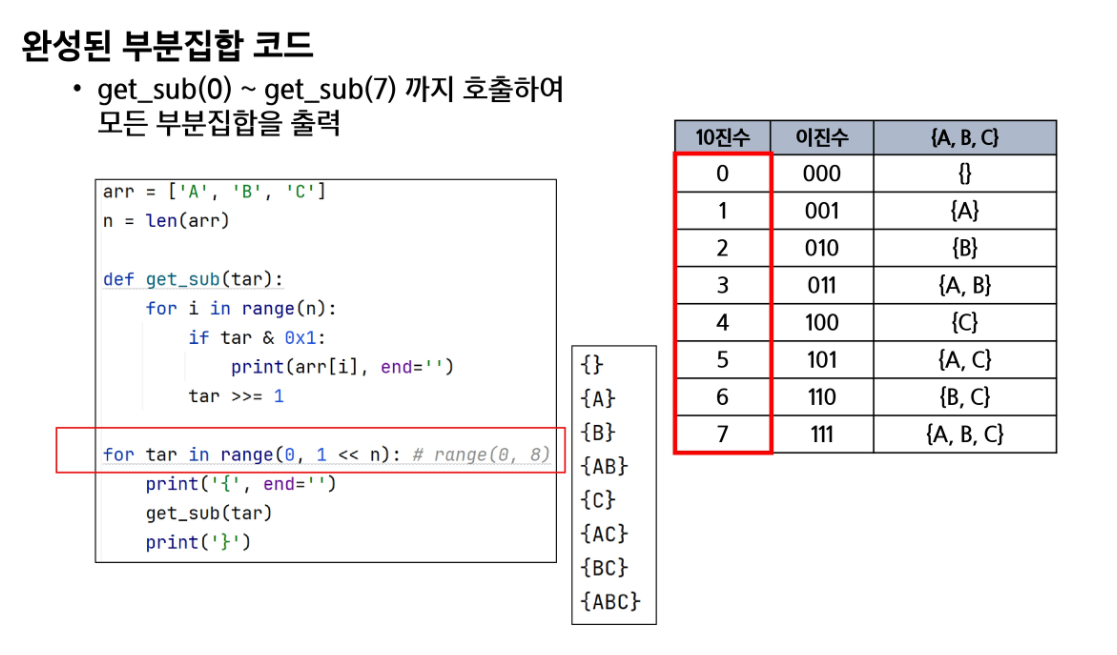 완성된 부분집합 코드
• get_sub(0) ~ get_sub(7) 까지 호출하여
모든 부분집합을 출력
arr = ['A', 'B', 'C']
n = len(arr)
def get_sub(tar):
    for i in range(n):
        if tar & 0x1:
            print(arr[i], end='')
        tar >>= 1
for tar in range(0, 1 << n): # range(0, 8)
    print('{', end='')
    get_sub(tar)
    print('}')
{}
{A}
{B}
{AB}
{C}
{AC}
{BC}
{ABC}
10진수 이진수 {A, B, C}
0 000 {}
1 001 {A}
2 010 {B}
3 011 {A, B}
4 100 {C}
5 101 {A, C}
6 110 {B, C}
7 111 {A, B, C}